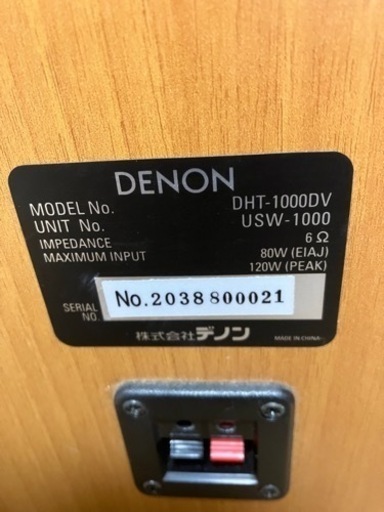 DENON
MODEL No. DHT-1000DV
UNIT No. USW-1000
IMPEDANCE 6 Ω
MAXIMUM INPUT 80W (EIAJ)
120W (PEAK)
SERIAL NO. No.2038800021
株式会社デノン
MADE IN CHINA